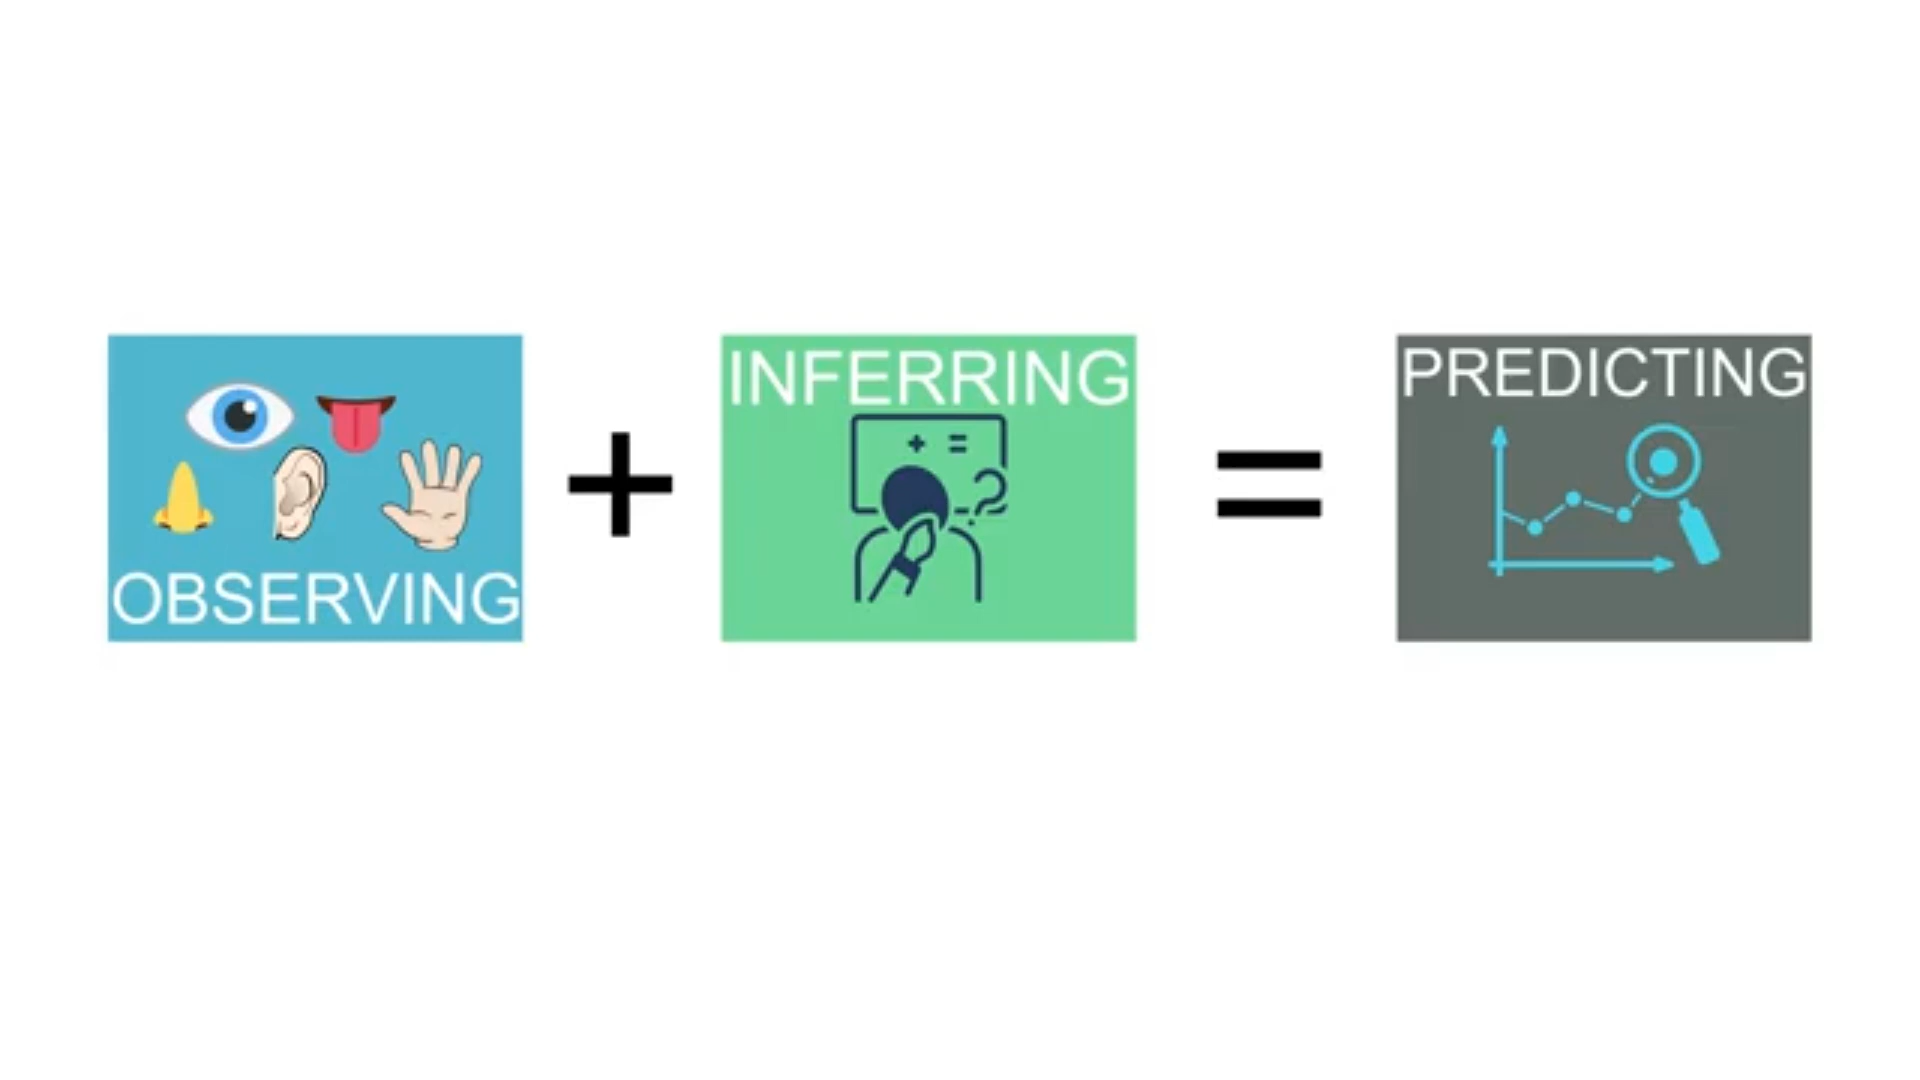 OBSERVING
+
INFERRING
+ =
?
=
PREDICTING